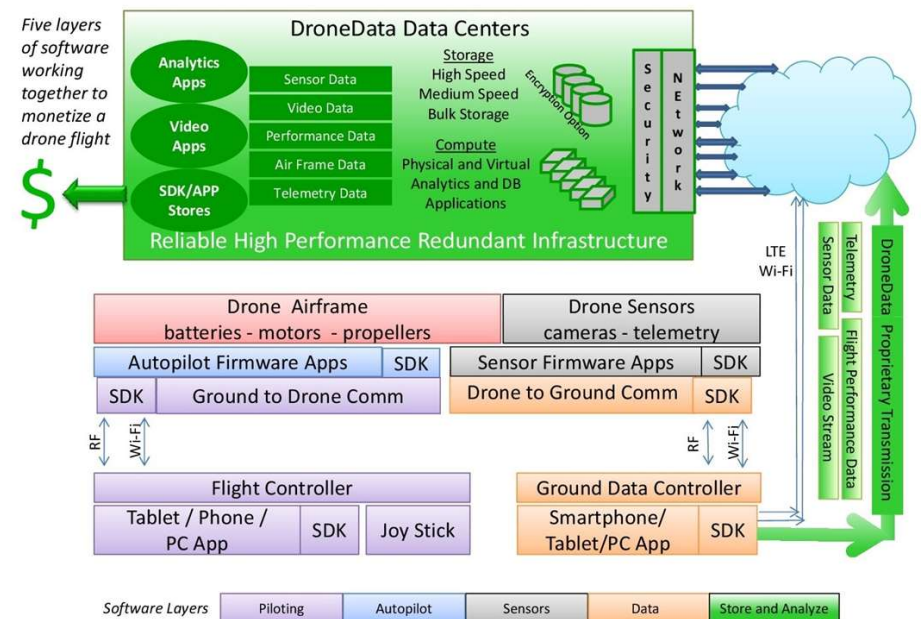 Five layers
of software
working
together to
monetize a
drone flight
$
DroneData Data Centers
Analytics
Apps
Video
Apps
SDK/APP
Stores
Sensor Data
Video Data
Performance Data
Air Frame Data
Telemetry Data
Storage
High Speed
Medium Speed
Bulk Storage
Encryption Option
Compute
Physical and Virtual
Analytics and DB
Applications
Security
NEtwork
Reliable High Performance Redundant Infrastructure
LTE
Wi-Fi
Sensor Data
Telemetry
Video Stream
Flight Performance Data
DroneData Proprietary Transmission
Drone Airframe
batteries - motors - propellers
Drone Sensors
cameras - telemetry
Autopilot Firmware Apps
SDK
Sensor Firmware Apps
SDK
SDK
Ground to Drone Comm
Drone to Ground Comm
SDK
RF
Wi-Fi
RF
Wi-Fi
Flight Controller
Ground Data Controller
Tablet / Phone /
PC App
SDK
Joy Stick
Smartphone/
Tablet/PC App
SDK
Software Layers
Piloting
Autopilot
Sensors
Data
Store and Analyze